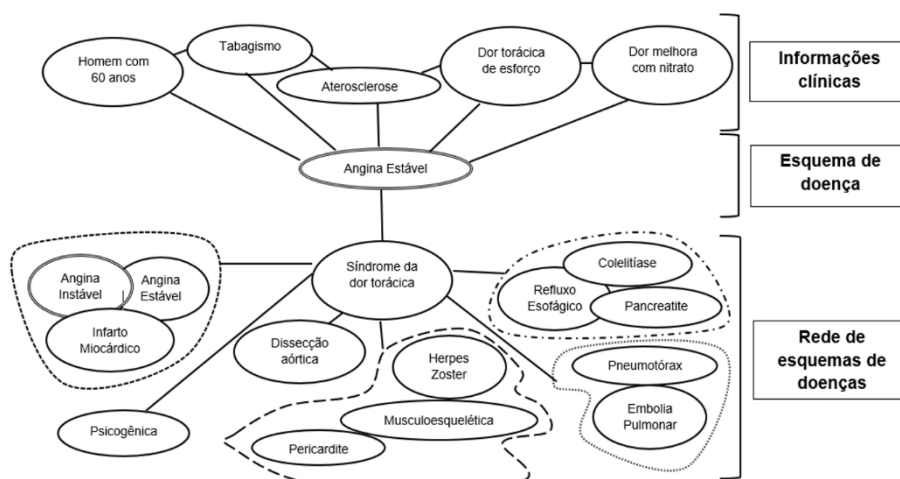 Homem com
60 anos
Tabagismo
Aterosclerose
Dor torácica
de esforço
Dor melhora
com nitrato
Informações
clínicas
Angina Estável
Esquema de
doença
Síndrome da
dor torácica
Angina
Instável
Angina
Estável
Infarto
Miocárdico
Dissecção
aórtica
Psicogênica
Herpes
Zoster
Musculoesquelética
Pericardite
Colelitíase
Refluxo
Esofágico
Pancreatite
Pneumotórax
Embolia
Pulmonar
Rede de
esquemas de
doenças